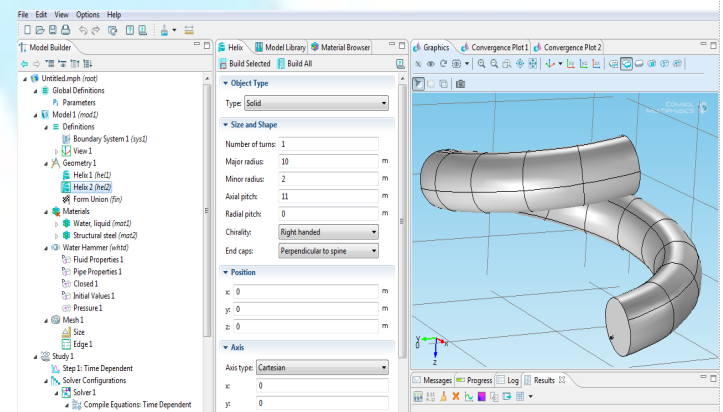 File Edit View Options Help
Model Builder
Untitled.mph (root)
Global Definitions
Pi Parameters
Model 1 (mod1)
Definitions
Boundary System 1 (sys1)
View 1
Geometry 1
Helix 1 (hel1)
Helix 2 (hel2)
Form Union (fin)
Materials
Water, liquid (mat1)
Structural steel (mat2)
Water Hammer (whtd)
Fluid Properties 1
Pipe Properties 1
Closed 1
Initial Values 1
Pressure 1
Mesh 1
Size
Edge 1
Study 1
Step 1: Time Dependent
Solver Configurations
Solver 1
Compile Equations: Time Dependent
Helix Model Library Material Browser
Build Selected Build All
Object Type
Type: Solid
Size and Shape
Number of turns: 1
Major radius: 10 m
Minor radius: 2 m
Axial pitch: 11 m
Radial pitch: 0 m
Chirality: Right handed
End caps: Perpendicular to spine
Position
x: 0 m
y: 0 m
z: 0 m
Axis
Axis type: Cartesian
x: 0
y: 0
Graphics Convergence Plot 1 Convergence Plot 2
COMSOL
MULTIPHYSICS
y
0 x
z
Messages Progress Log Results